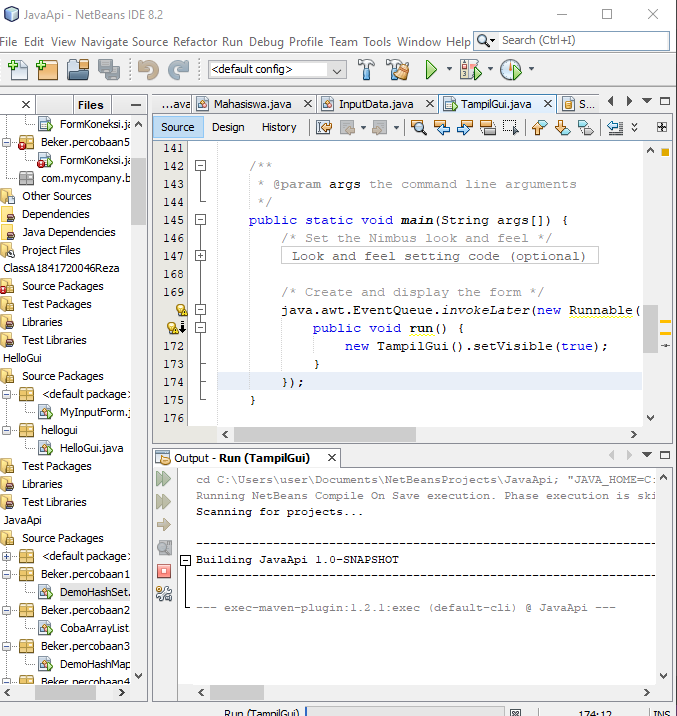 JavaApi - NetBeans IDE 8.2
File Edit View Navigate Source Refactor Run Debug Profile Team Tools Window Help Search (Ctrl+I)
<default config>
Files
FormKoneksi.ja
Beker.percobaan5
FormKoneksi.ja
com.mycompany.b
Other Sources
Dependencies
Java Dependencies
Project Files
ClassA1841720046Reza
Source Packages
Test Packages
Libraries
Test Libraries
HelloGui
Source Packages
<default package>
MyInputForm.j
hellogui
HelloGui.java
Test Packages
Libraries
Test Libraries
JavaApi
Source Packages
<default package>
Beker.percobaan1
DemoHashSet.
Beker.percobaan2
CobaArrayList
Beker.percobaan3
DemoHashMap
Beker.percobaan4
...ava Mahasiswa.java InputData.java TampilGui.java S...
Source Design History
141
142 /**
143 * @param args the command line arguments
144 */
145 public static void main(String args[]) {
146 /* Set the Nimbus look and feel */
147 Look and feel setting code (optional)
168
169 /* Create and display the form */
java.awt.EventQueue.invokeLater(new Runnable(
public void run() {
172 new TampilGui().setVisible(true);
173 }
174 });
175 }
176
Output - Run (TampilGui)
cd C:\Users\user\Documents\NetBeansProjects\JavaApi; "JAVA_HOME=C:
Running NetBeans Compile On Save execution. Phase execution is ski
Scanning for projects...
------------------------------------------------------------------------
Building JavaApi 1.0-SNAPSHOT
------------------------------------------------------------------------
--- exec-maven-plugin:1.2.1:exec (default-cli) @ JavaApi ---
Run (TampilGui) 174:12 INS